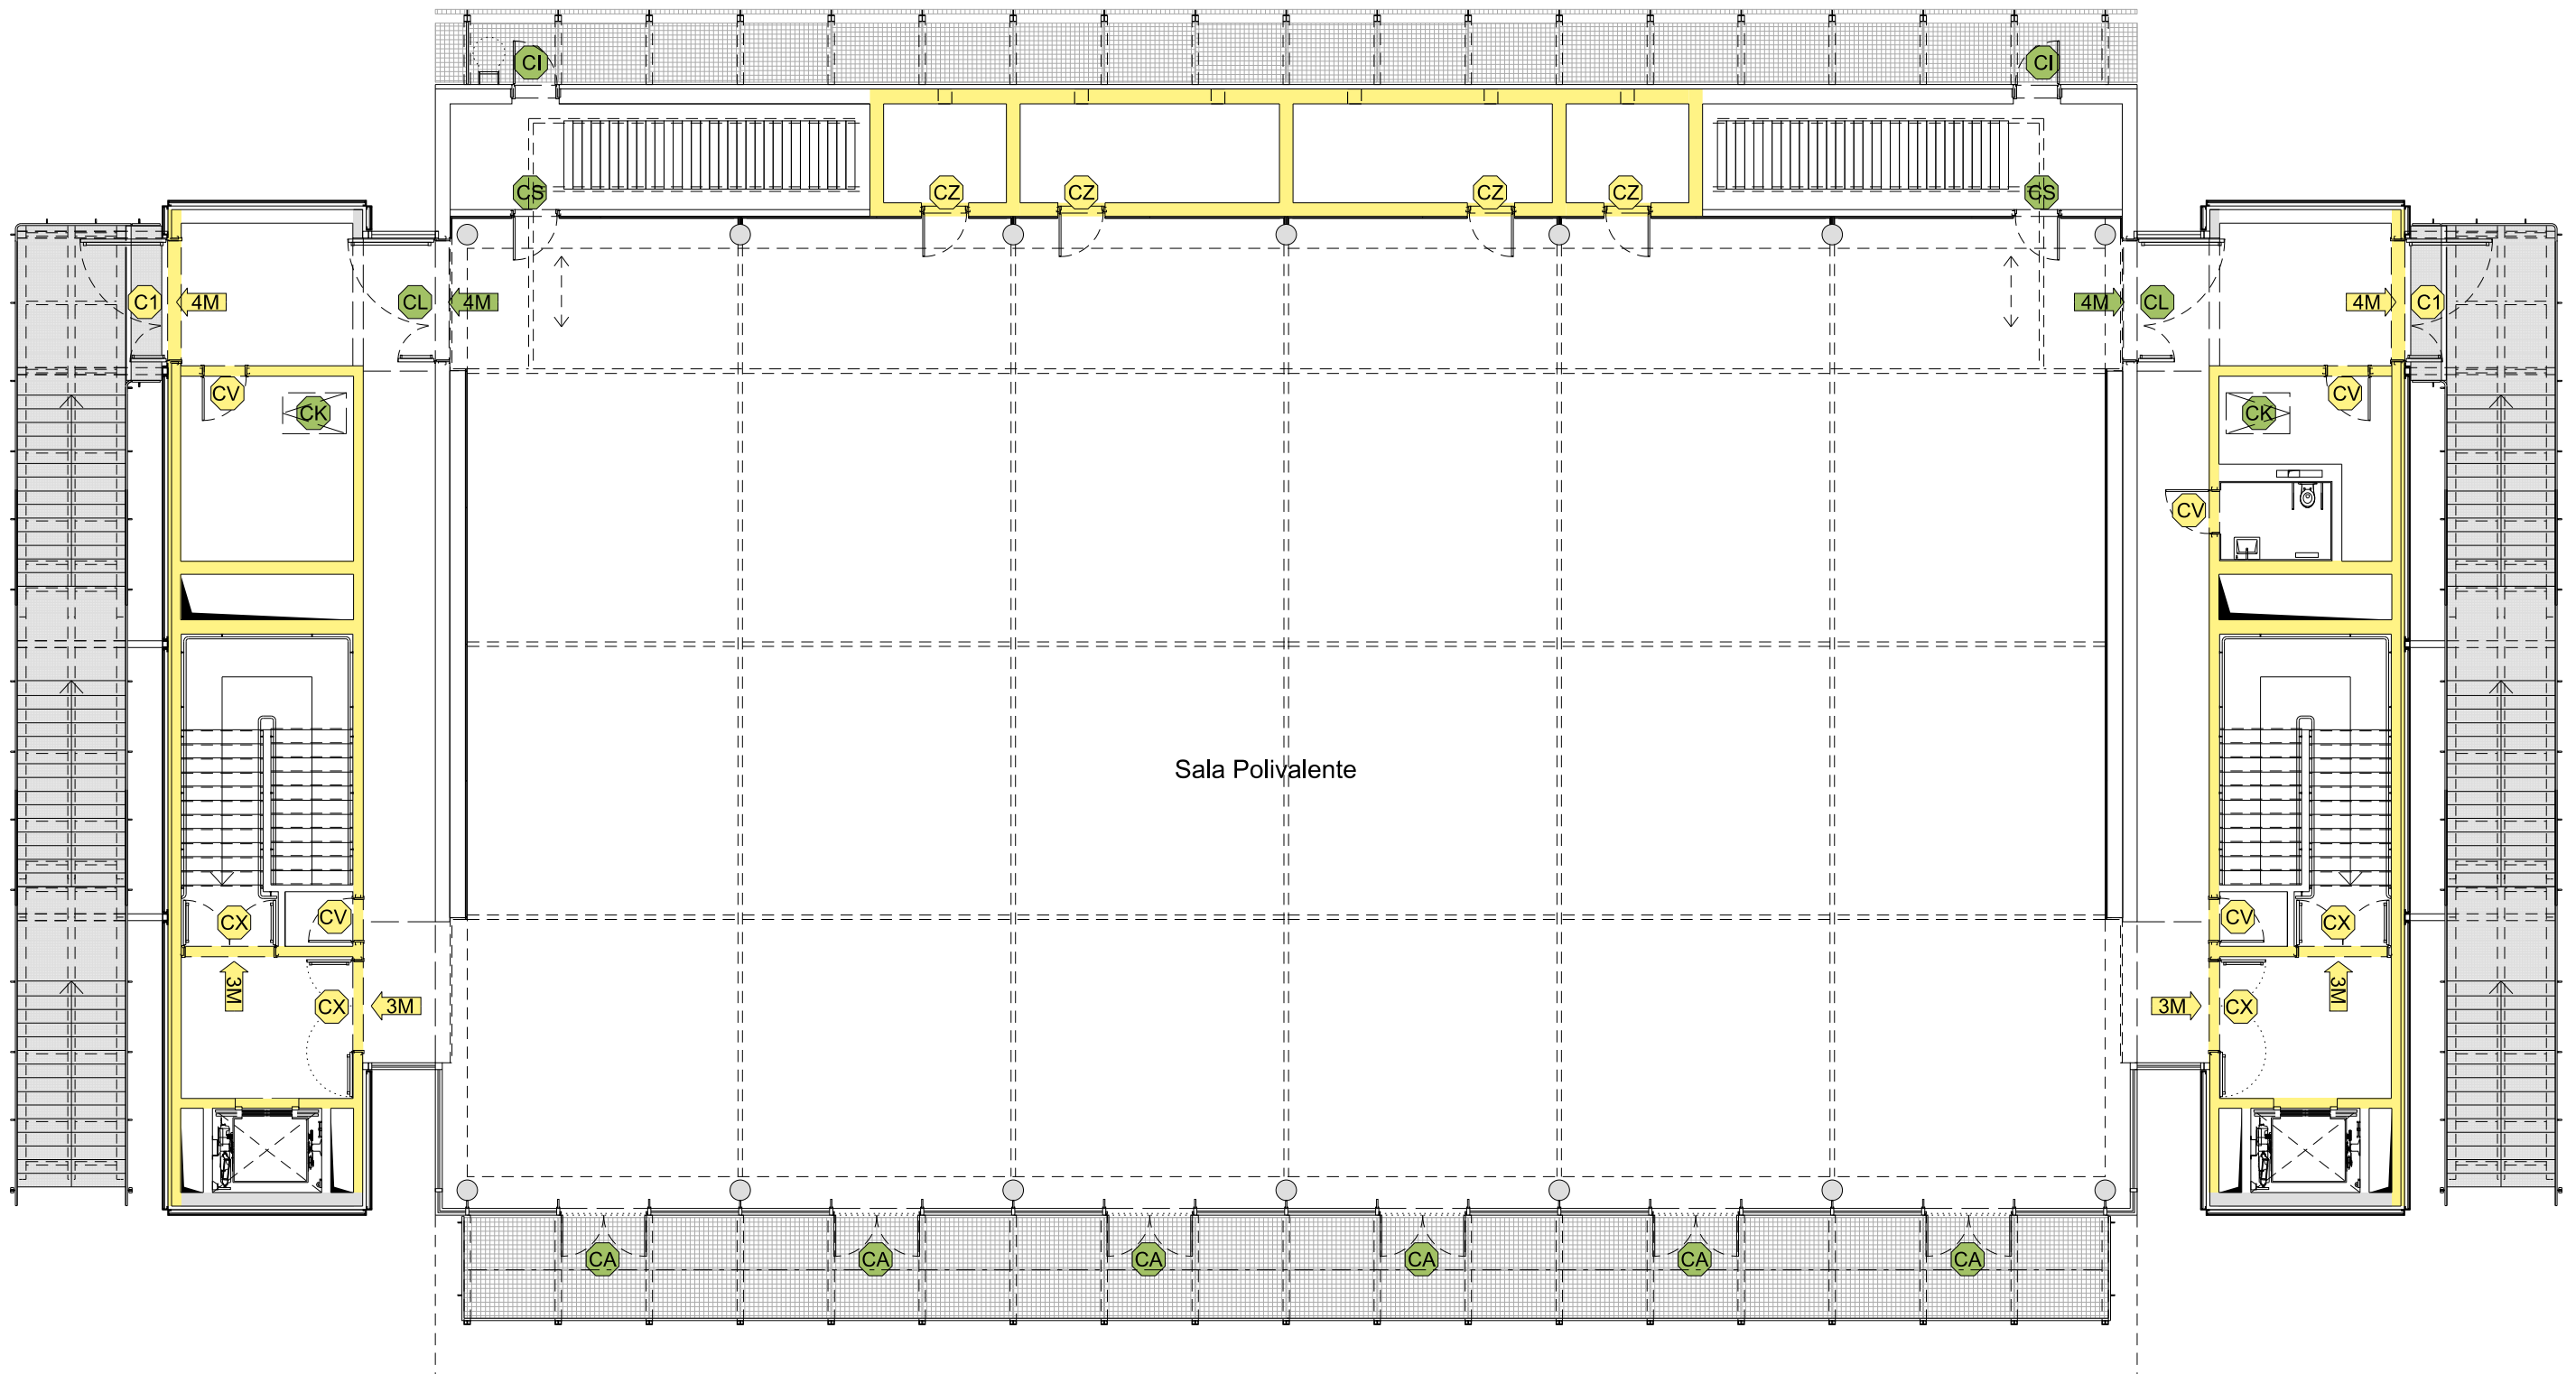 CI CI
CS CZ CZ CZ CZ CS
C1 4M CL 4M 4M CL 4M C1
CV CK CK CV
CV
Sala Polivalente
CX CV CV CX
3M CX 3M 3M CX 3M
CA CA CA CA CA CA